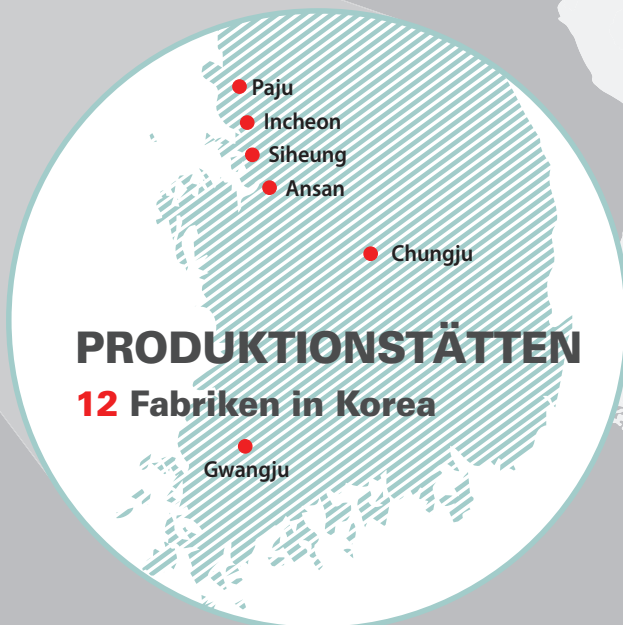 Paju
Incheon
Siheung
Ansan
Chungju
PRODUKTIONSTÄTTEN
12 Fabriken in Korea
Gwangju